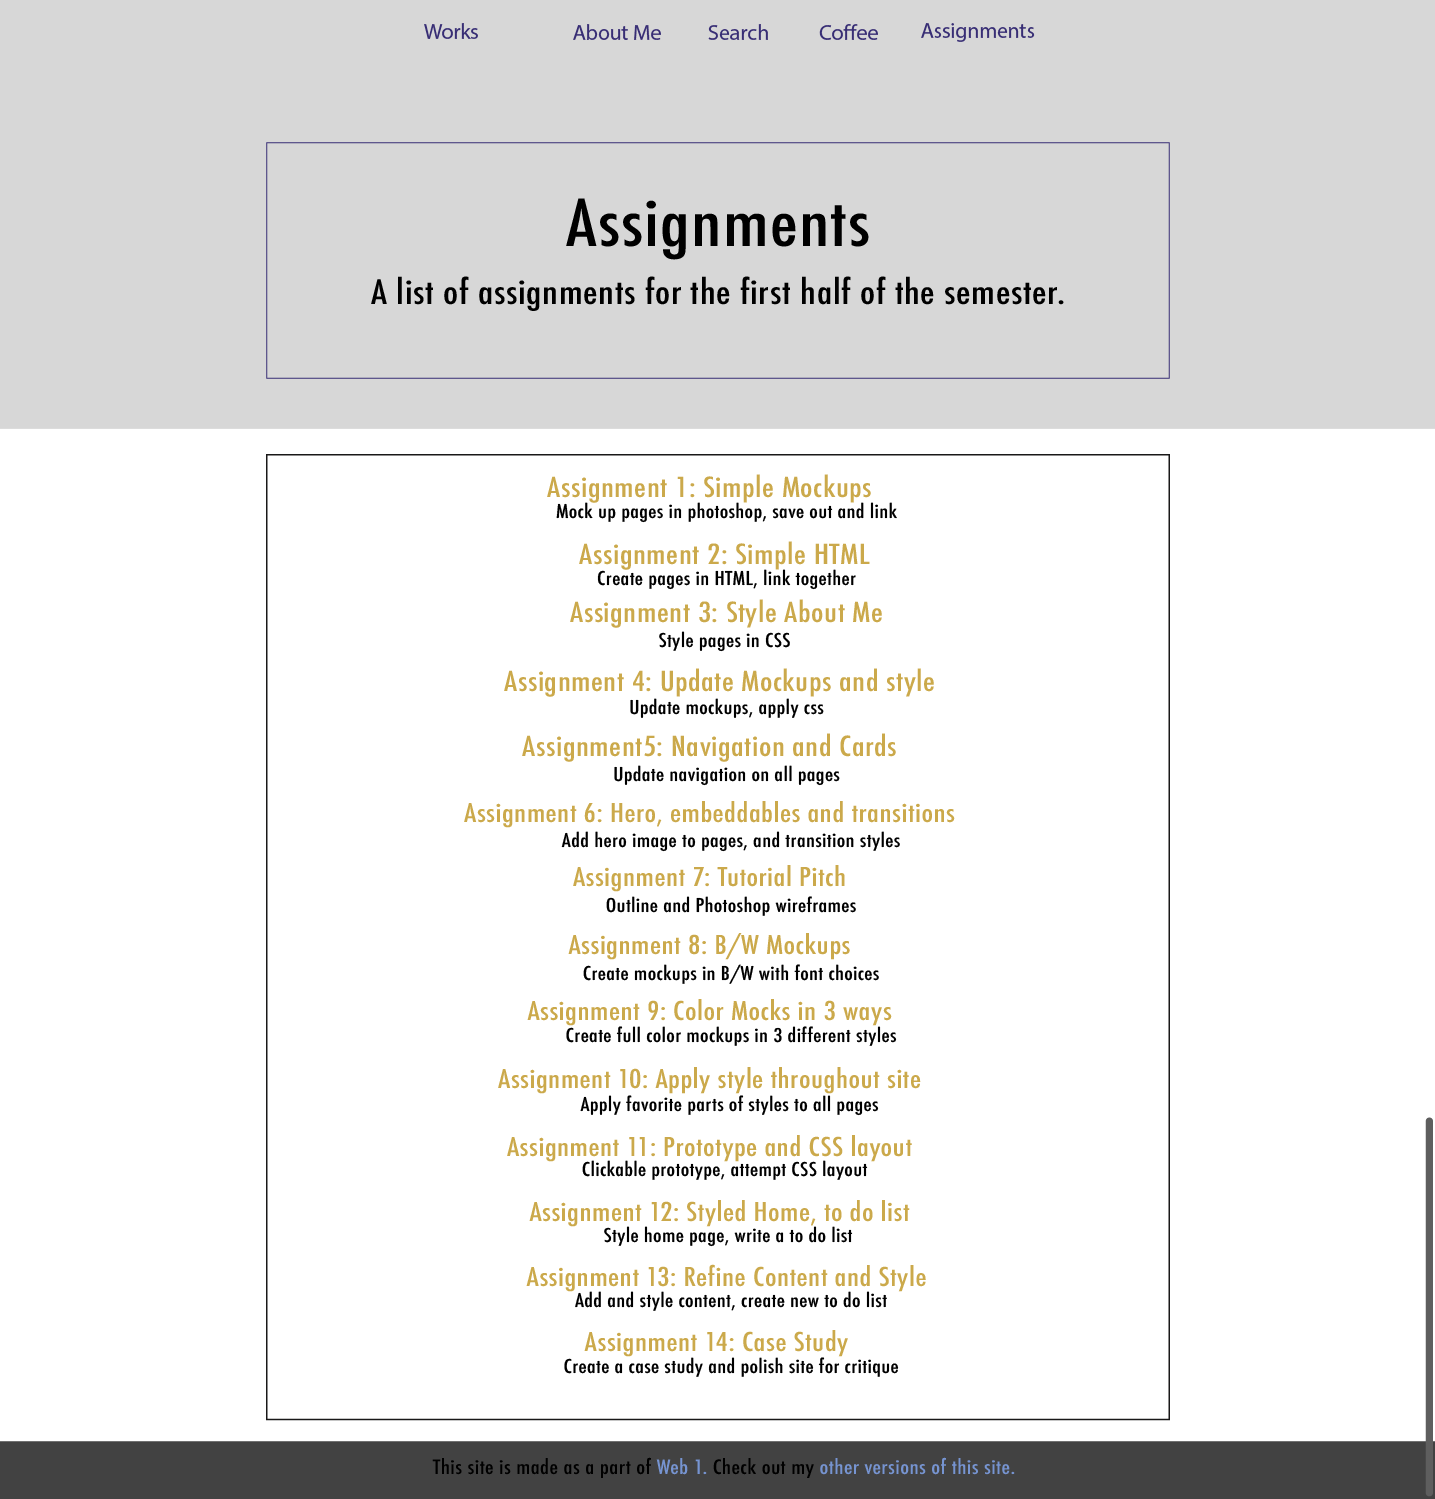 Works About Me Search Coffee Assignments
Assignments
A list of assignments for the first half of the semester.
Assignment 1: Simple Mockups
Mock up pages in photoshop, save out and link
Assignment 2: Simple HTML
Create pages in HTML, link together
Assignment 3: Style About Me
Style pages in CSS
Assignment 4: Update Mockups and style
Update mockups, apply css
Assignment5: Navigation and Cards
Update navigation on all pages
Assignment 6: Hero, embeddables and transitions
Add hero image to pages, and transition styles
Assignment 7: Tutorial Pitch
Outline and Photoshop wireframes
Assignment 8: B/W Mockups
Create mockups in B/W with font choices
Assignment 9: Color Mocks in 3 ways
Create full color mockups in 3 different styles
Assignment 10: Apply style throughout site
Apply favorite parts of styles to all pages
Assignment 11: Prototype and CSS layout
Clickable prototype, attempt CSS layout
Assignment 12: Styled Home, to do list
Style home page, write a to do list
Assignment 13: Refine Content and Style
Add and style content, create new to do list
Assignment 14: Case Study
Create a case study and polish site for critique
This site is made as a part of Web 1. Check out my other versions of this site.